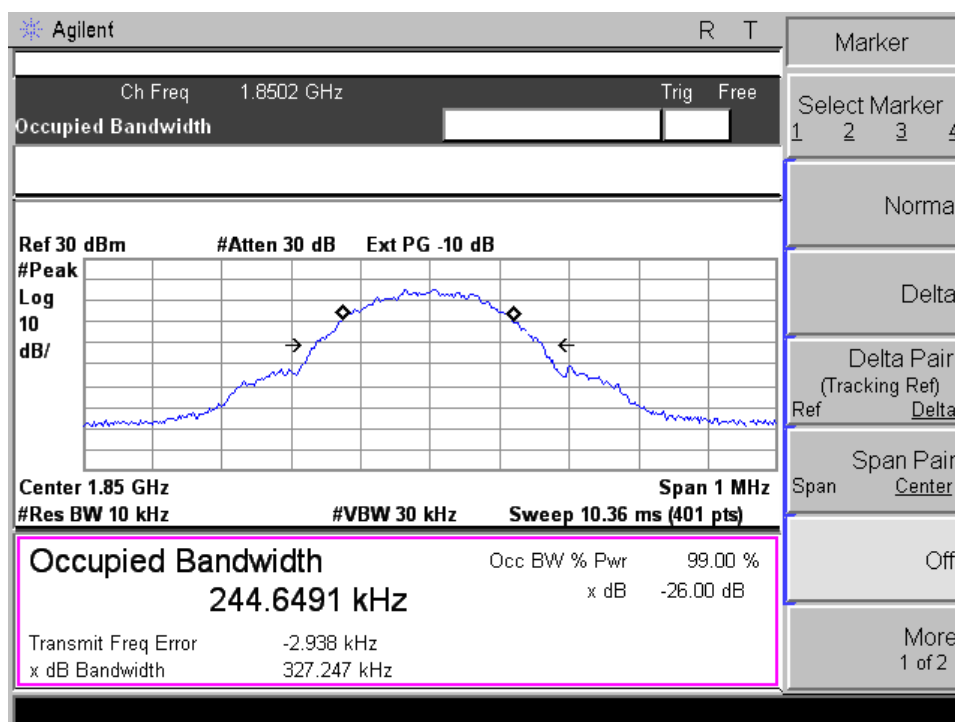 Agilent R T
Marker
Ch Freq 1.8502 GHz Trig Free
Occupied Bandwidth
Select Marker
1 2 3 4
Norma
Ref 30 dBm #Atten 30 dB Ext PG -10 dB
#Peak
Log
10
dB/
Delta
Delta Pair
(Tracking Ref)
Ref Delta
Span Pair
Span Center
Center 1.85 GHz Span 1 MHz
#Res BW 10 kHz #VBW 30 kHz Sweep 10.36 ms (401 pts)
Occupied Bandwidth Occ BW % Pwr 99.00 %
244.6491 kHz x dB -26.00 dB
Off
Transmit Freq Error -2.938 kHz
x dB Bandwidth 327.247 kHz
More
1 of 2